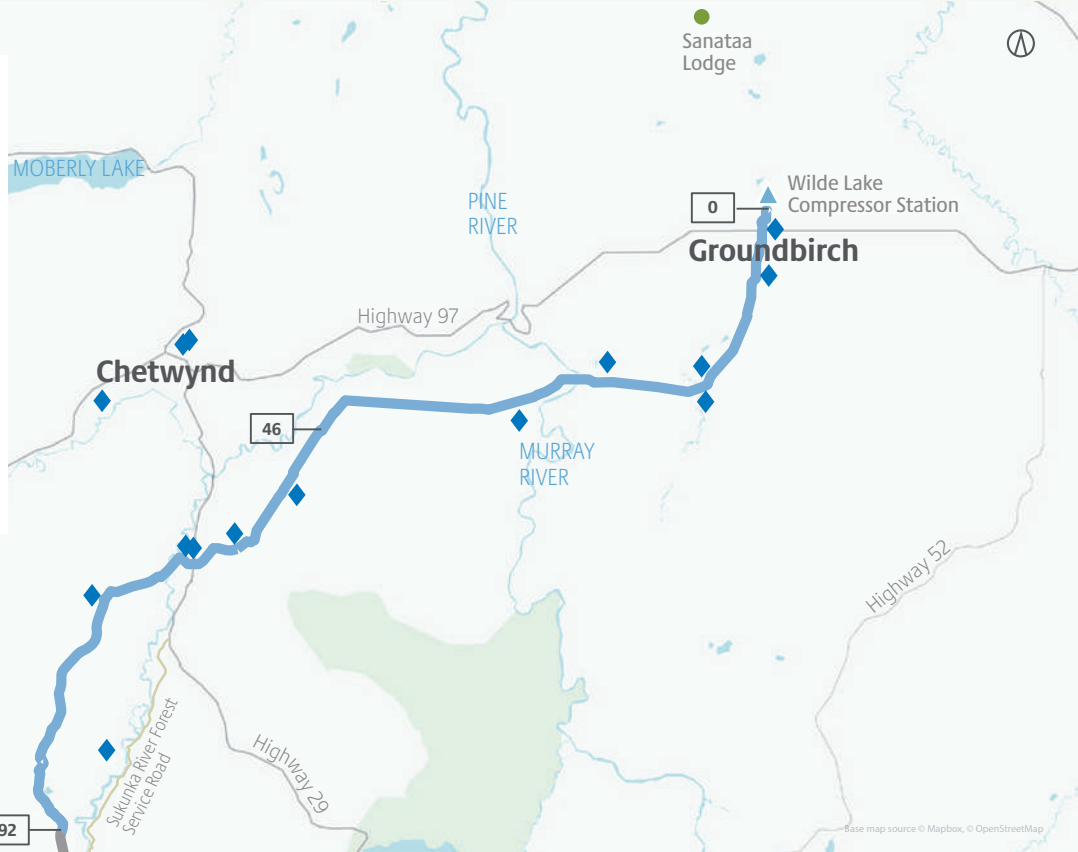 Sanataa
Lodge
MOBERLY LAKE
Wilde Lake
Compressor Station
0
PINE
RIVER
Groundbirch
Highway 97
Chetwynd
46
MURRAY
RIVER
Highway 52
Sukunka River Forest
Service Road
Highway 29
92
Base map source © Mapbox, © OpenStreetMap